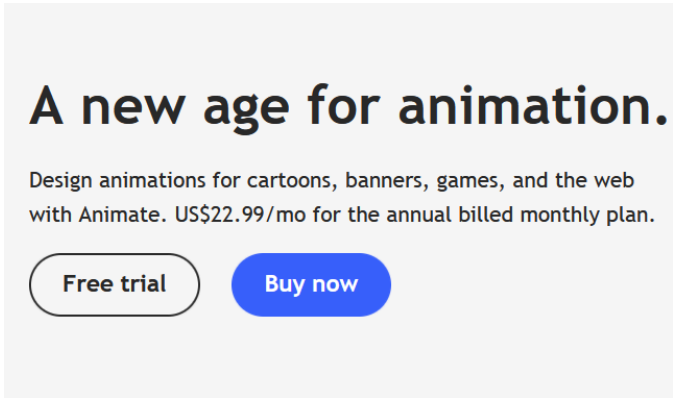 A new age for animation.
Design animations for cartoons, banners, games, and the web
with Animate. US$22.99/mo for the annual billed monthly plan.
Free trial
Buy now